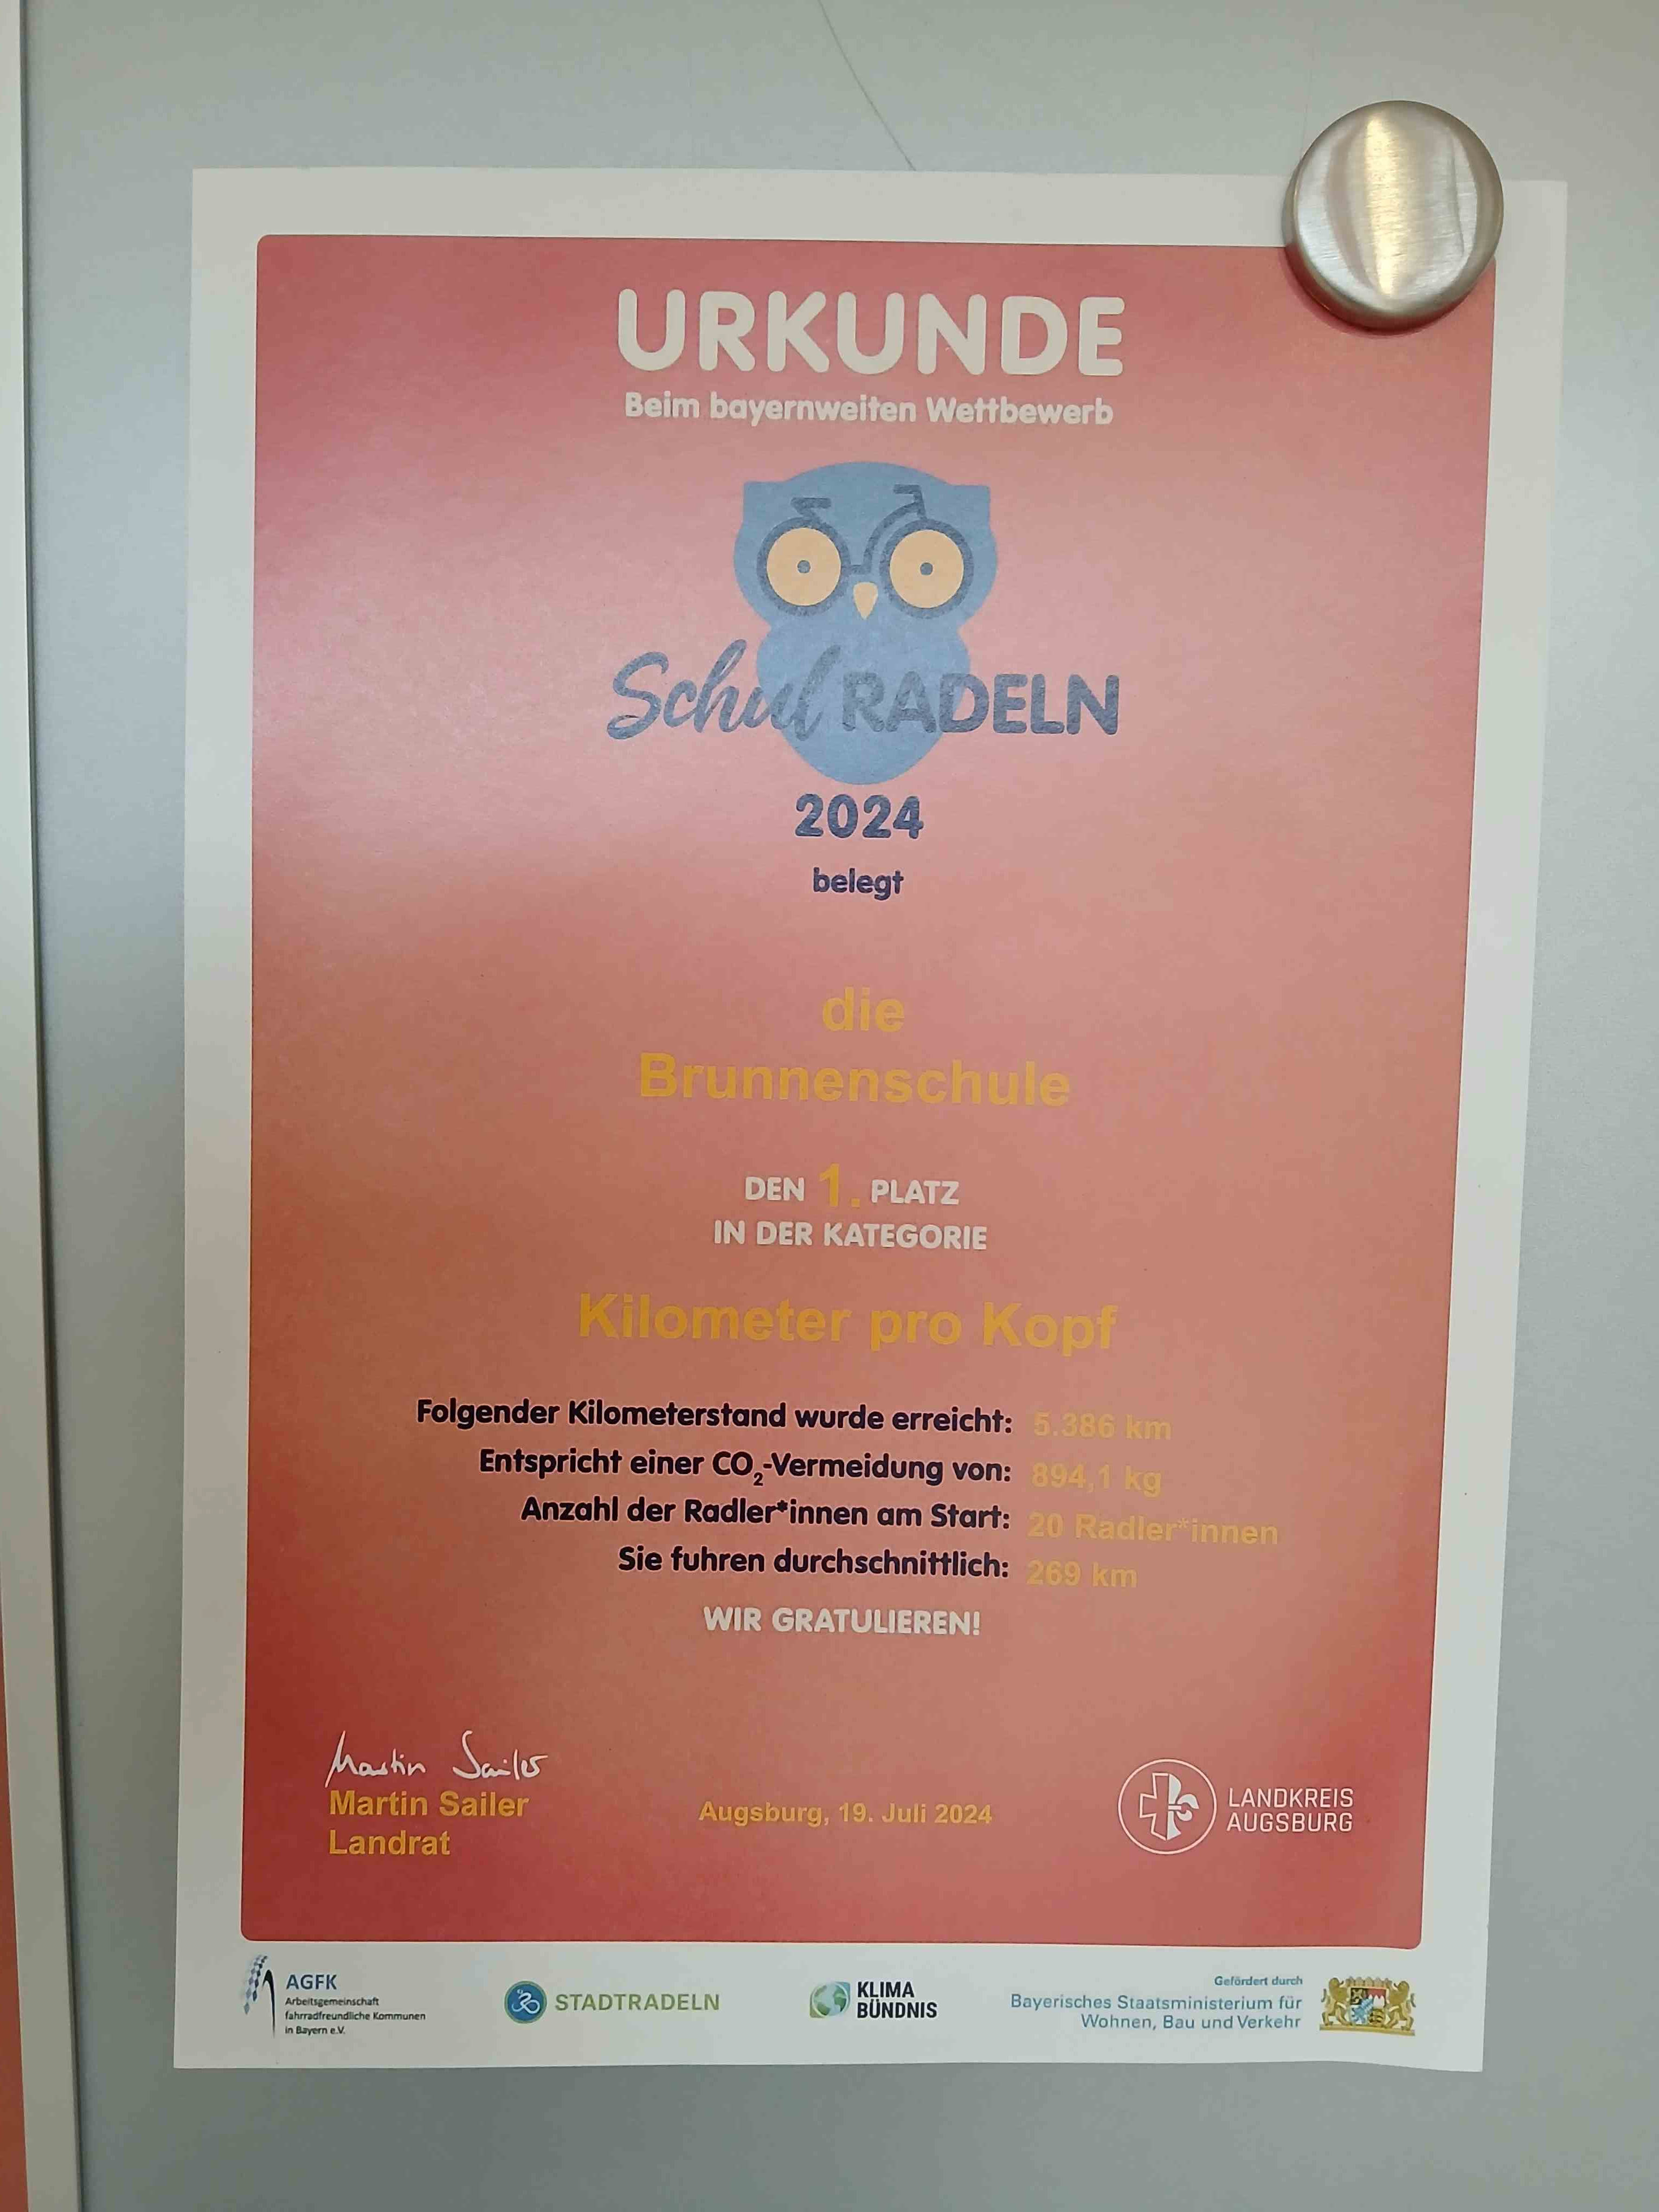 URKUNDE
Beim bayernweiten Wettbewerb
Schul RADELN
2024
belegt
die
Brunnenschule
DEN 1. PLATZ
IN DER KATEGORIE
Kilometer pro Kopf
Folgender Kilometerstand wurde erreicht: 5.386 km
Entspricht einer CO₂-Vermeidung von: 894,1 kg
Anzahl der Radler*innen am Start: 20 Radler*innen
Sie fuhren durchschnittlich: 269 km
WIR GRATULIEREN!
Martin Sailer
Martin Sailer
Landrat
Augsburg, 19. Juli 2024
LANDKREIS
AUGSBURG
AGFK
Arbeitsgemeinschaft
fahrradfreundliche Kommunen
in Bayern e.V.
STADTRADELN
KLIMA
BÜNDNIS
Gefördert durch
Bayerisches Staatsministerium für
Wohnen, Bau und Verkehr